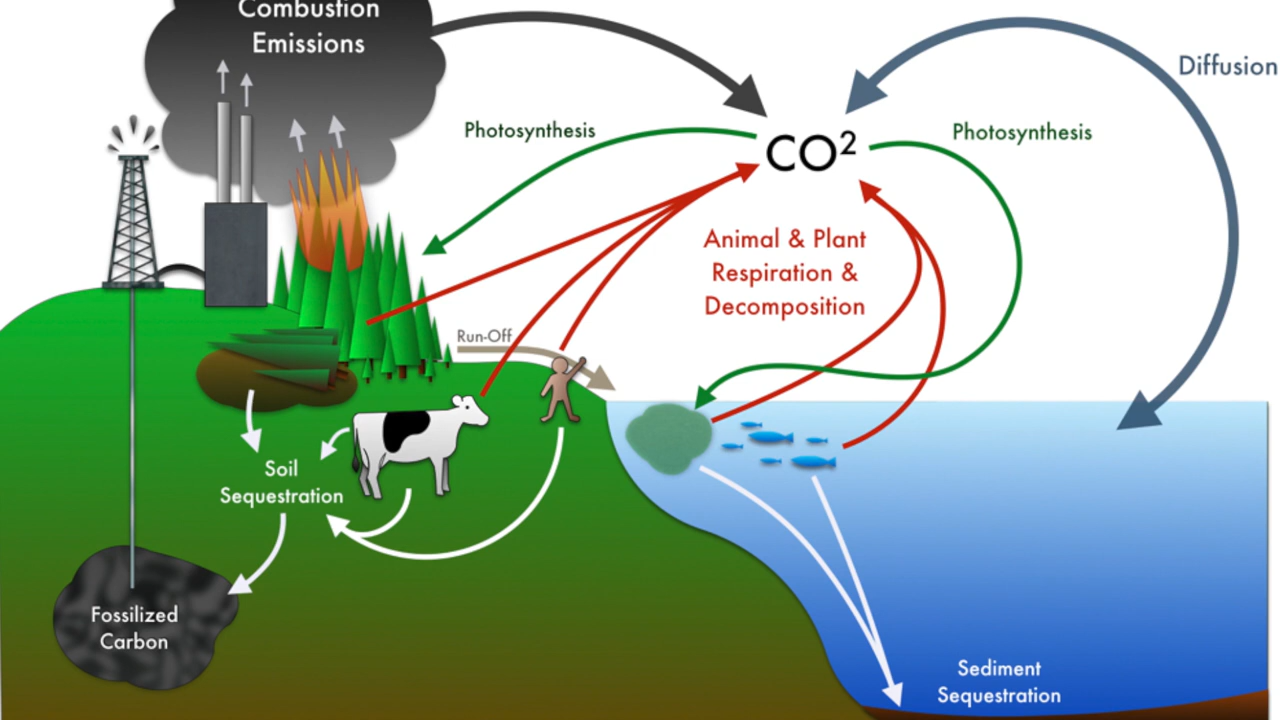 Combustion
Emissions
Diffusion
Photosynthesis
CO²
Photosynthesis
Animal & Plant
Respiration &
Decomposition
Run-Off
Soil
Sequestration
Fossilized
Carbon
Sediment
Sequestration